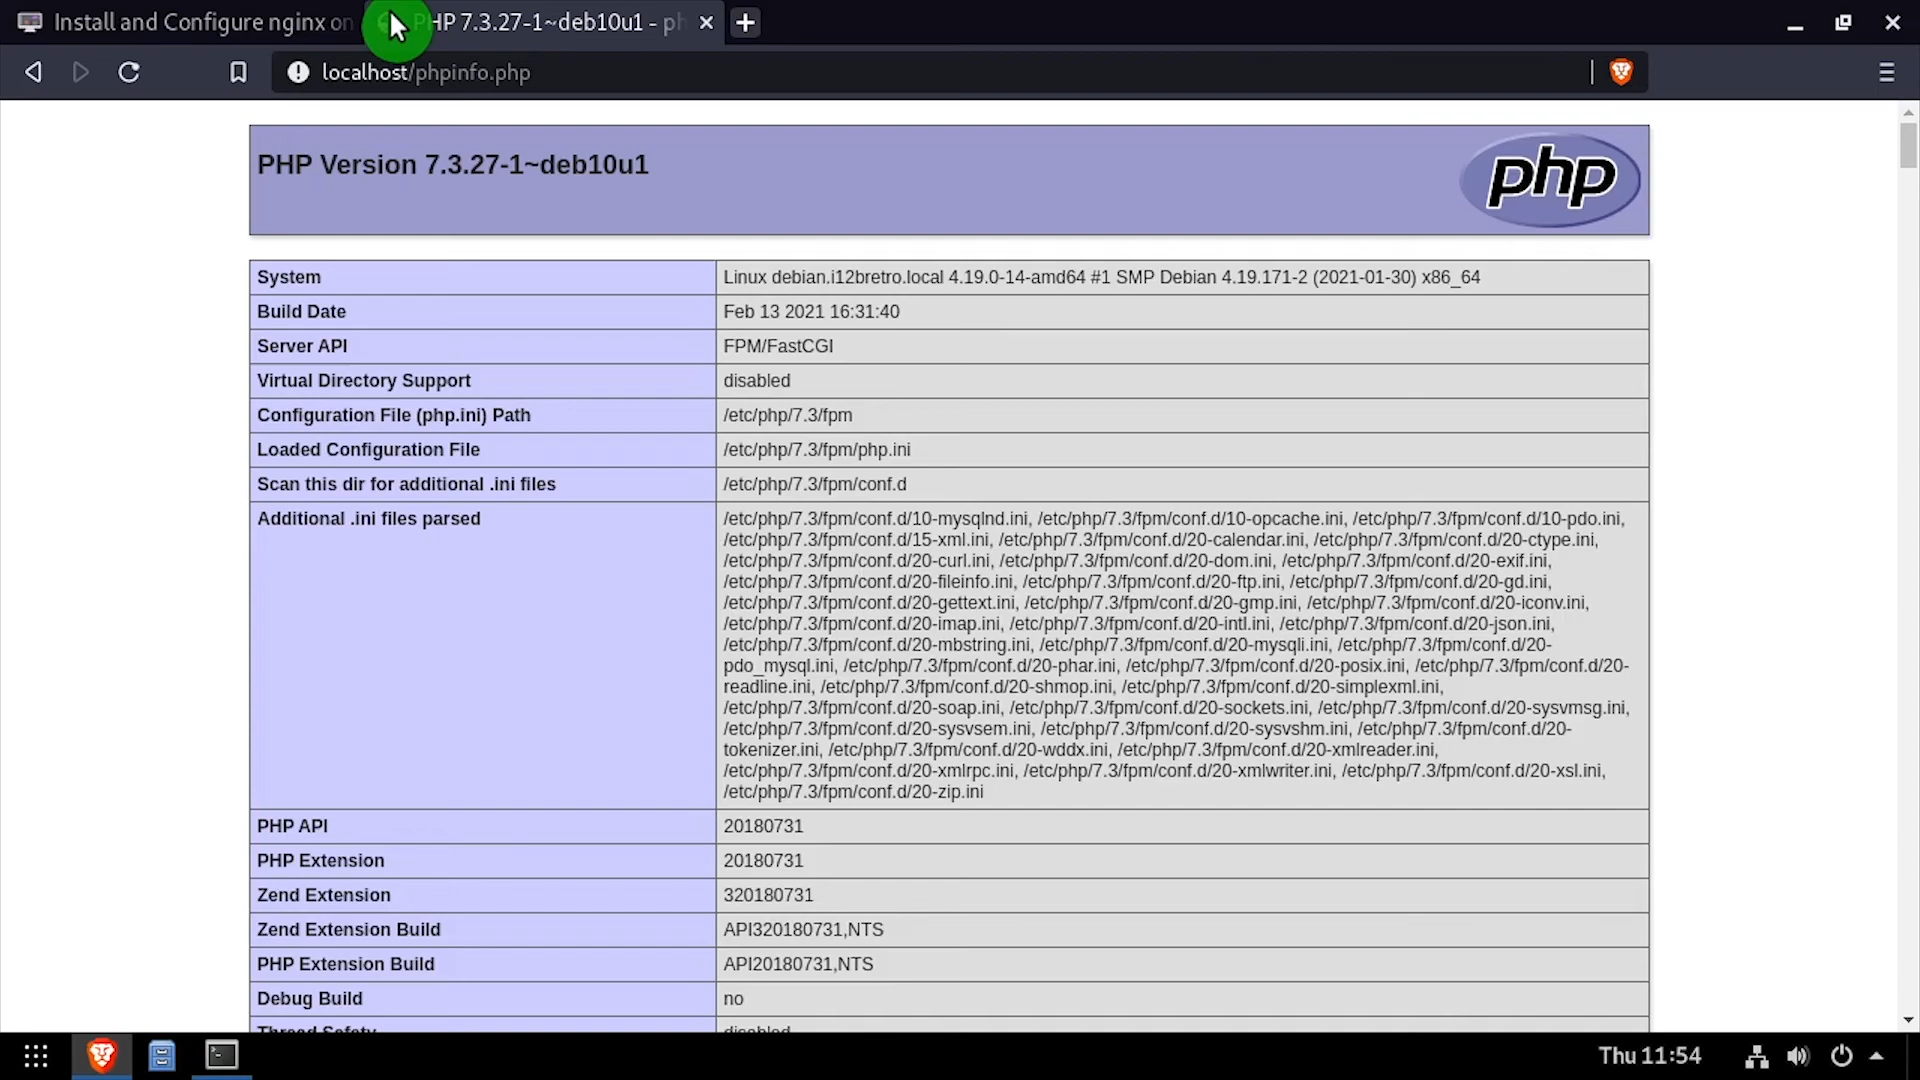 Install and Configure nginx on
HP 7.3.27-1~deb10u1 - ph
localhost/phpinfo.php
PHP Version 7.3.27-1~deb10u1
php
System
Linux debian.i12bretro.local 4.19.0-14-amd64 #1 SMP Debian 4.19.171-2 (2021-01-30) x86_64
Build Date
Feb 13 2021 16:31:40
Server API
FPM/FastCGI
Virtual Directory Support
disabled
Configuration File (php.ini) Path
/etc/php/7.3/fpm
Loaded Configuration File
/etc/php/7.3/fpm/php.ini
Scan this dir for additional .ini files
/etc/php/7.3/fpm/conf.d
Additional .ini files parsed
/etc/php/7.3/fpm/conf.d/10-mysqlnd.ini, /etc/php/7.3/fpm/conf.d/10-opcache.ini, /etc/php/7.3/fpm/conf.d/10-pdo.ini,
/etc/php/7.3/fpm/conf.d/15-xml.ini, /etc/php/7.3/fpm/conf.d/20-calendar.ini, /etc/php/7.3/fpm/conf.d/20-ctype.ini,
/etc/php/7.3/fpm/conf.d/20-curl.ini, /etc/php/7.3/fpm/conf.d/20-dom.ini, /etc/php/7.3/fpm/conf.d/20-exif.ini,
/etc/php/7.3/fpm/conf.d/20-fileinfo.ini, /etc/php/7.3/fpm/conf.d/20-ftp.ini, /etc/php/7.3/fpm/conf.d/20-gd.ini,
/etc/php/7.3/fpm/conf.d/20-gettext.ini, /etc/php/7.3/fpm/conf.d/20-gmp.ini, /etc/php/7.3/fpm/conf.d/20-iconv.ini,
/etc/php/7.3/fpm/conf.d/20-imap.ini, /etc/php/7.3/fpm/conf.d/20-intl.ini, /etc/php/7.3/fpm/conf.d/20-json.ini,
/etc/php/7.3/fpm/conf.d/20-mbstring.ini, /etc/php/7.3/fpm/conf.d/20-mysqli.ini, /etc/php/7.3/fpm/conf.d/20-
pdo_mysql.ini, /etc/php/7.3/fpm/conf.d/20-phar.ini, /etc/php/7.3/fpm/conf.d/20-posix.ini, /etc/php/7.3/fpm/conf.d/20-
readline.ini, /etc/php/7.3/fpm/conf.d/20-shmop.ini, /etc/php/7.3/fpm/conf.d/20-simplexml.ini,
/etc/php/7.3/fpm/conf.d/20-soap.ini, /etc/php/7.3/fpm/conf.d/20-sockets.ini, /etc/php/7.3/fpm/conf.d/20-sysvmsg.ini,
/etc/php/7.3/fpm/conf.d/20-sysvsem.ini, /etc/php/7.3/fpm/conf.d/20-sysvshm.ini, /etc/php/7.3/fpm/conf.d/20-
tokenizer.ini, /etc/php/7.3/fpm/conf.d/20-wddx.ini, /etc/php/7.3/fpm/conf.d/20-xmlreader.ini,
/etc/php/7.3/fpm/conf.d/20-xmlrpc.ini, /etc/php/7.3/fpm/conf.d/20-xmlwriter.ini, /etc/php/7.3/fpm/conf.d/20-xsl.ini,
/etc/php/7.3/fpm/conf.d/20-zip.ini
PHP API
20180731
PHP Extension
20180731
Zend Extension
320180731
Zend Extension Build
API320180731,NTS
PHP Extension Build
API20180731,NTS
Debug Build
no
Thread Safety
disabled
Thu 11:54